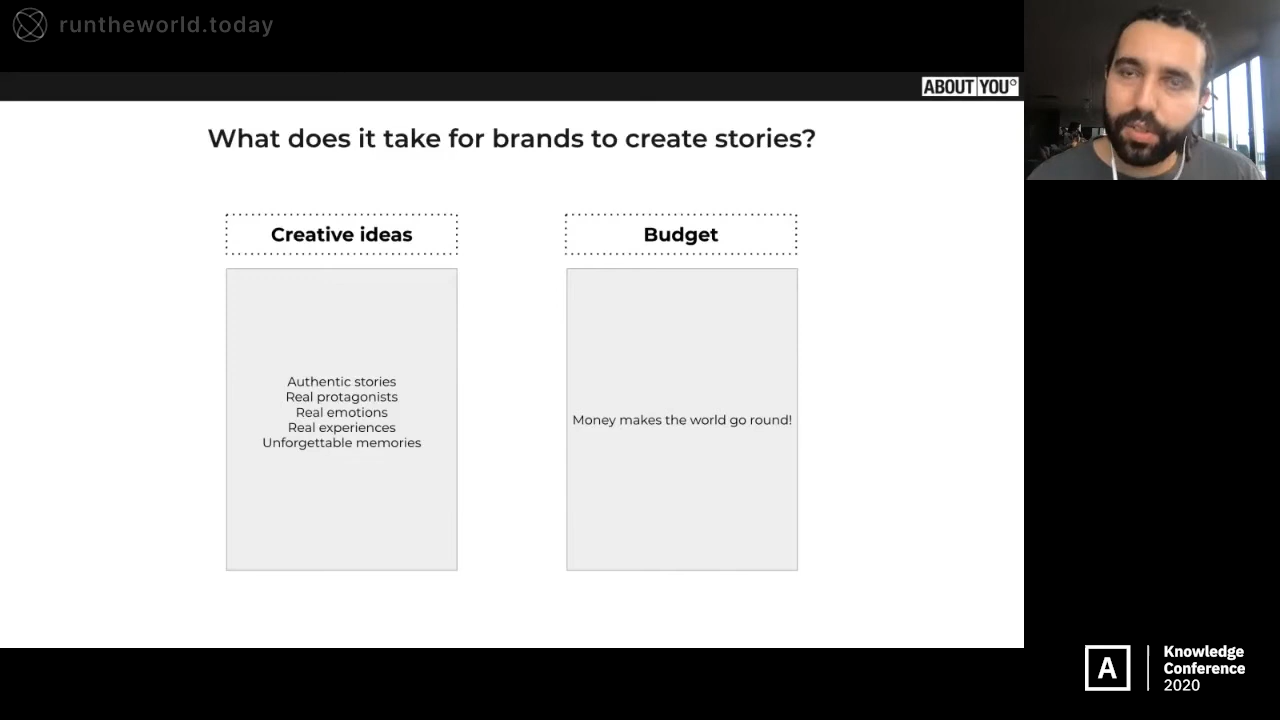 runtheworld.today
ABOUT YOU°
What does it take for brands to create stories?
Creative ideas
Budget
Authentic stories
Real protagonists
Real emotions
Real experiences
Unforgettable memories
Money makes the world go round!
A
Knowledge
Conference
2020